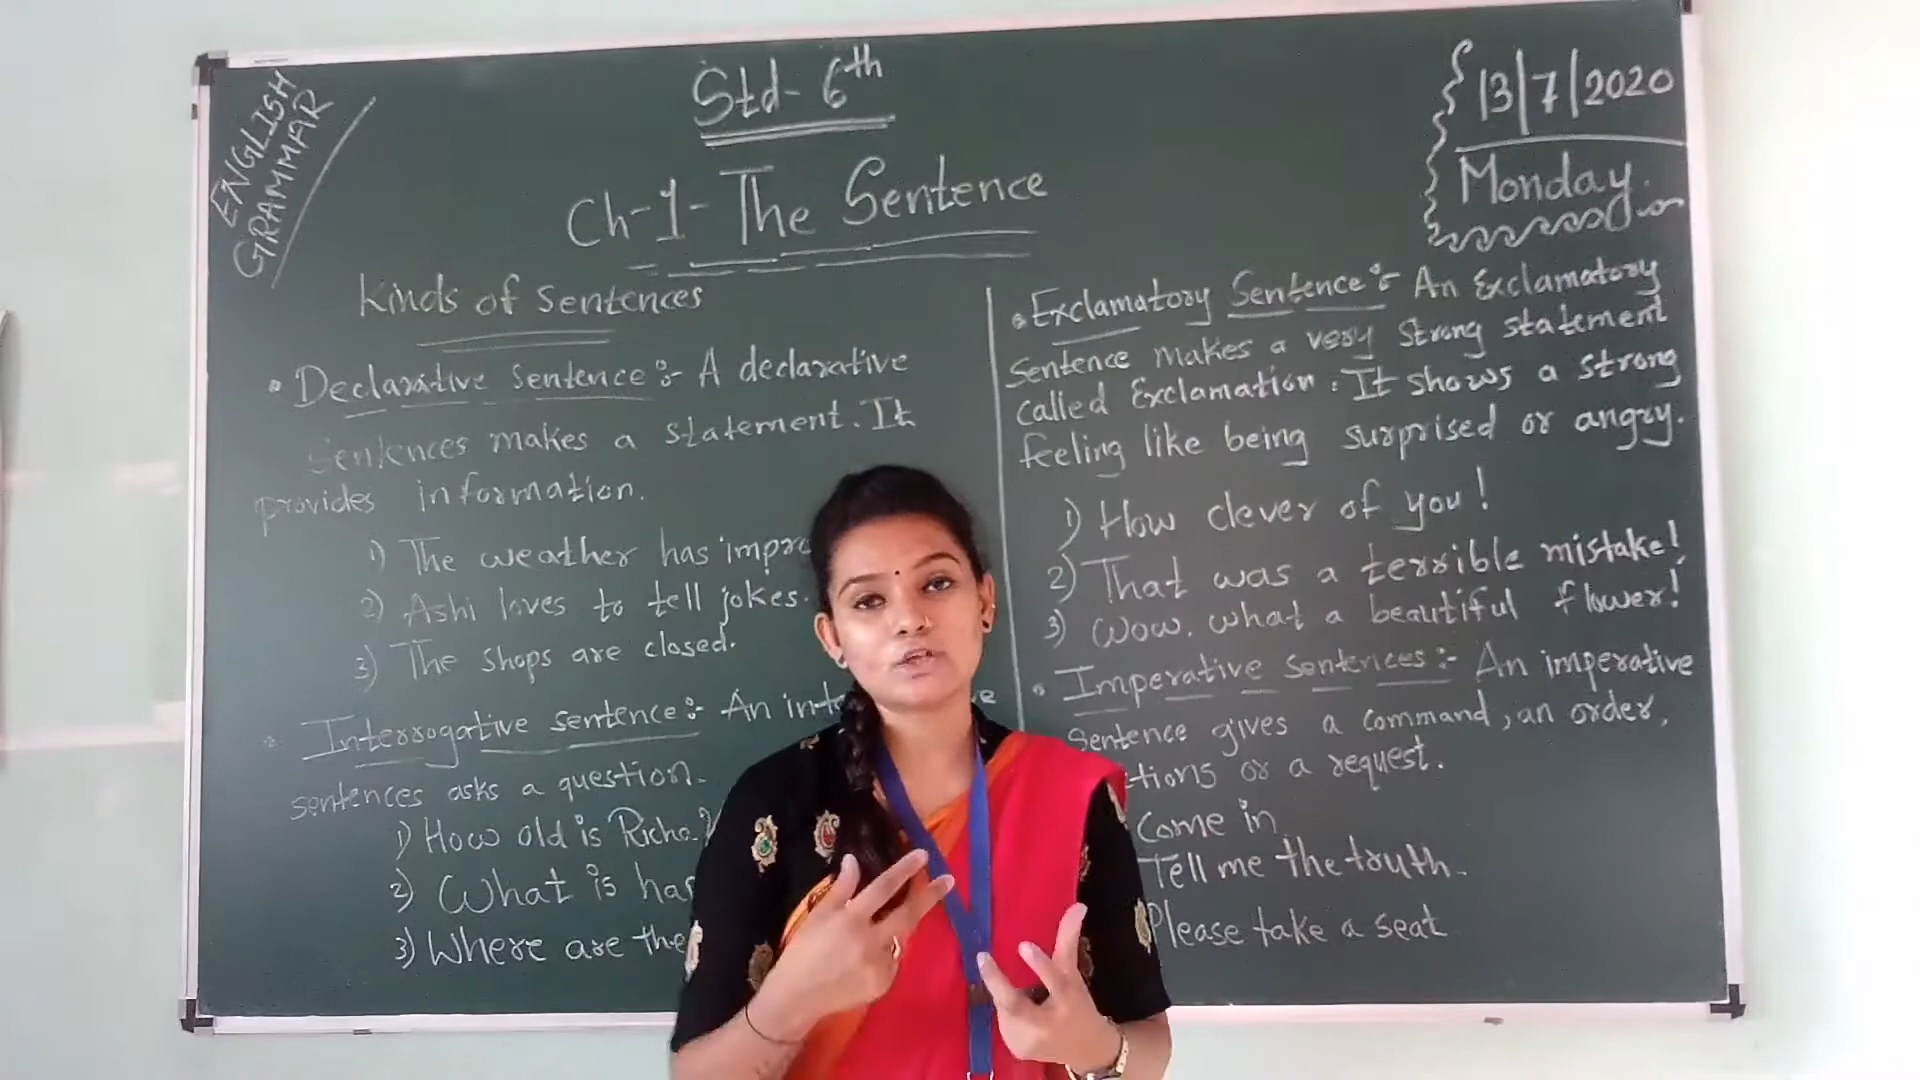 ENGLISH
GRAMMAR
Std- 6th
13/7/2020
Monday.
Ch-1- The Sentence
Kinds of Sentences
• Declarative Sentence :- A declarative
Sentences makes a statement. It
provides information.
1) The weather has
2) Ashi loves to tell jokes.
3) The shops are closed.
• Interrogative sentence :- An
sentences asks a question.
1) How old is
2) What is
3) Where are
• Exclamatory Sentence :- An Exclamatory
Sentence makes a very strong statement
called Exclamation. It shows a strong
feeling like being surprised or angry.
1) How clever of you!
2) That was a terrible mistake!
3) Wow, what a beautiful flower!
• Imperative sentences :- An imperative
Sentence gives a command, an order,
or a request.
Come in
Tell me the truth.
Please take a seat